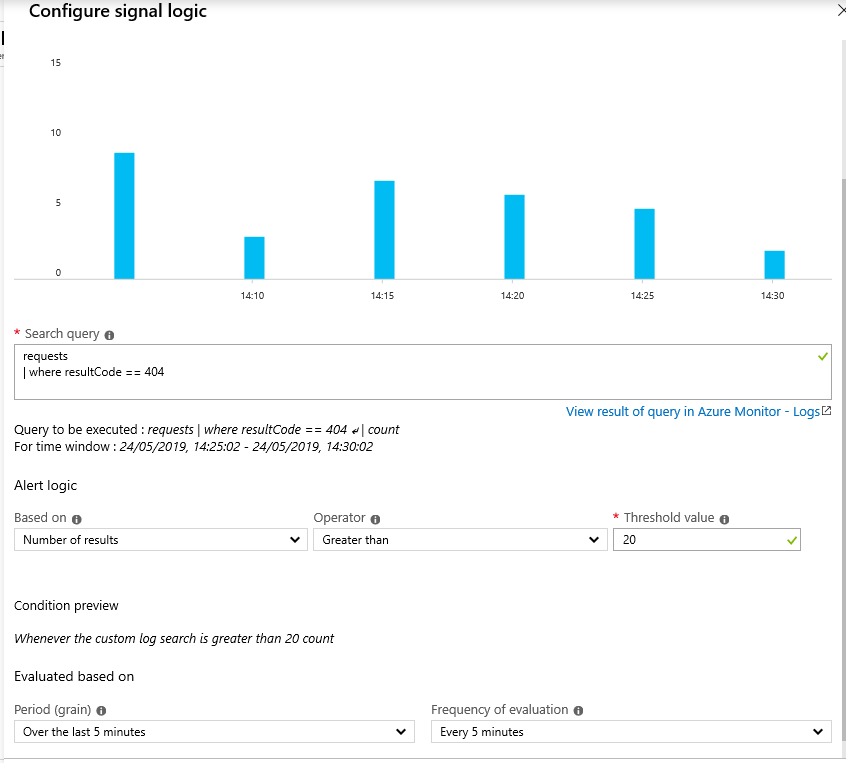 Configure signal logic
15
10
5
0
14:10 14:15 14:20 14:25 14:30
* Search query
requests
| where resultCode == 404
View result of query in Azure Monitor - Logs
Query to be executed : requests | where resultCode == 404 ↲ | count
For time window : 24/05/2019, 14:25:02 - 24/05/2019, 14:30:02
Alert logic
Based on Operator * Threshold value
Number of results Greater than 20
Condition preview
Whenever the custom log search is greater than 20 count
Evaluated based on
Period (grain) Frequency of evaluation
Over the last 5 minutes Every 5 minutes